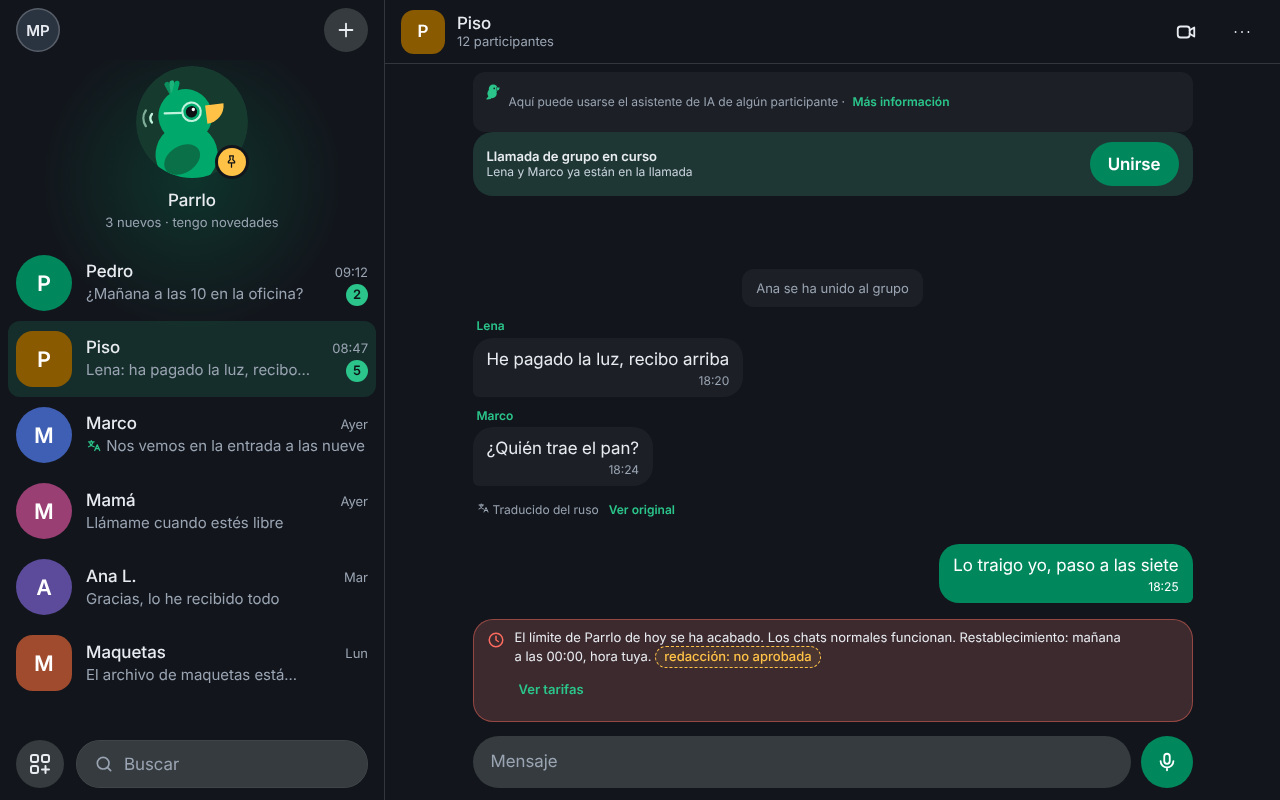 MP
Parrlo
3 nuevos · tengo novedades
P
Pedro
09:12
¿Mañana a las 10 en la oficina?
2
P
Piso
08:47
Lena: ha pagado la luz, recibo...
5
M
Marco
Ayer
Nos vemos en la entrada a las nueve
M
Mamá
Ayer
Llámame cuando estés libre
A
Ana L.
Mar
Gracias, lo he recibido todo
M
Maquetas
Lun
El archivo de maquetas está...
Buscar
P
Piso
12 participantes
Aquí puede usarse el asistente de IA de algún participante · Más información
Llamada de grupo en curso
Lena y Marco ya están en la llamada
Unirse
Ana se ha unido al grupo
Lena
He pagado la luz, recibo arriba
18:20
Marco
¿Quién trae el pan?
18:24
Traducido del ruso Ver original
Lo traigo yo, paso a las siete
18:25
El límite de Parrlo de hoy se ha acabado. Los chats normales funcionan. Restablecimiento: mañana
a las 00:00, hora tuya. redacción: no aprobada
Ver tarifas
Mensaje